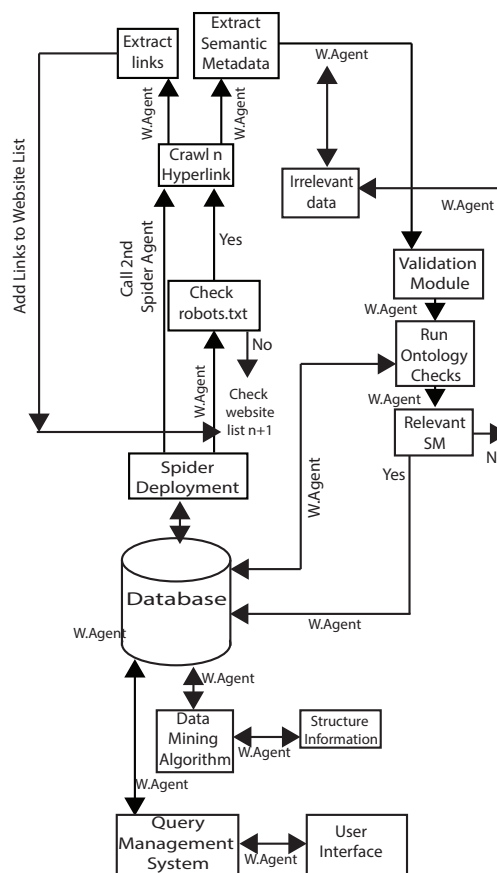 Extract
links
Extract
Semantic
Metadata
W.Agent
W.Agent
Crawl n
Hyperlink
Irrelevant
data
W.Agent
Add Links to Website List
Call 2nd
Spider Agent
Yes
Check
robots.txt
No
Check
website
list n+1
W.Agent
Validation
Module
W.Agent
Run
Ontology
Checks
W.Agent
Relevant
SM
N
Yes
Spider
Deployment
W.Agent
Database
W.Agent
W.Agent
W.Agent
Data
Mining
Algorithm
W.Agent
Structure
Information
W.Agent
Query
Management
System
W.Agent
User
Interface